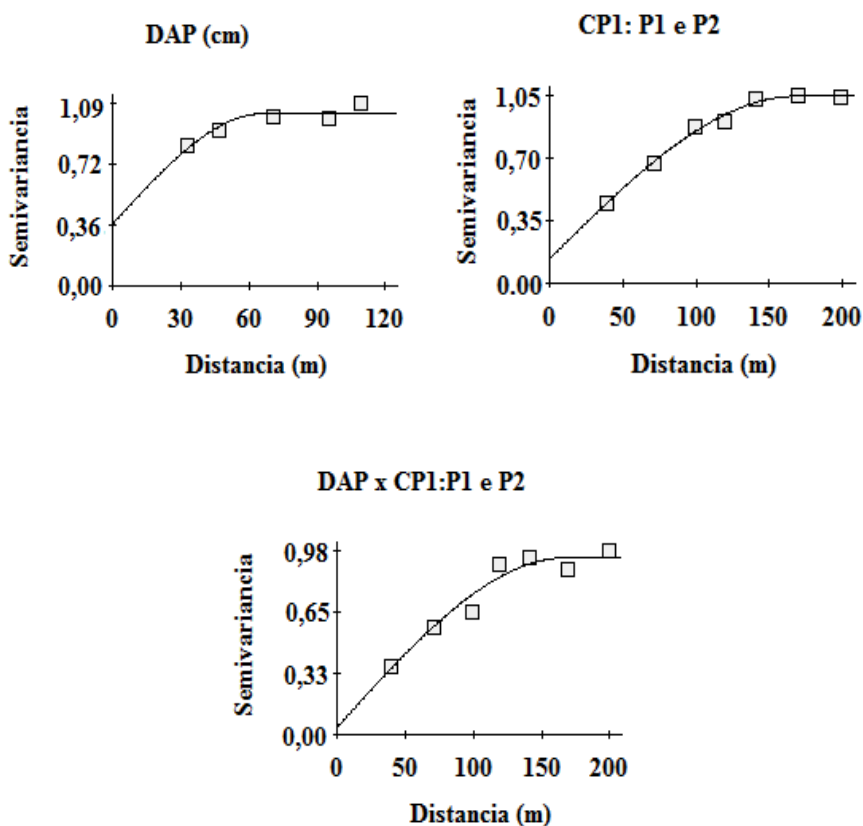 DAP (cm)
Semivariancia
1,09
0,72
0,36
0,00
0 30 60 90 120
Distancia (m)
CP1: P1 e P2
Semivariancia
1,05
0,70
0,35
0.00
0 50 100 150 200
Distancia (m)
DAP x CP1:P1 e P2
Semivariancia
0,98
0,65
0,33
0,00
0 50 100 150 200
Distancia (m)